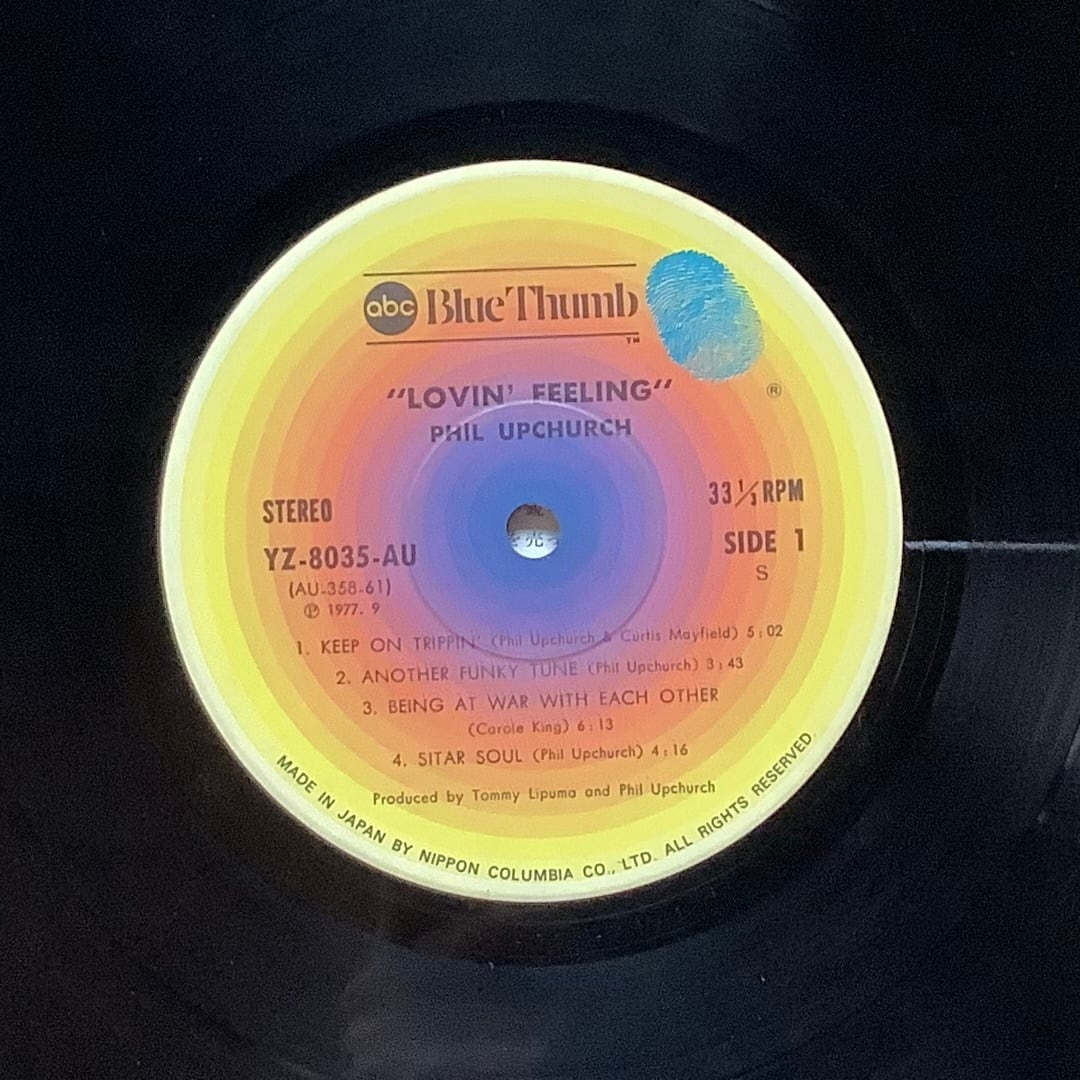 abc BlueThumb
TM
"LOVIN' FEELING"
PHIL UPCHURCH
®
STEREO
33 1/3 RPM
YZ-8035-AU
SIDE 1
(AU-358-61)
S
℗ 1977. 9
1. KEEP ON TRIPPIN' (Phil Upchurch & Curtis Mayfield) 5:02
2. ANOTHER FUNKY TUNE (Phil Upchurch) 3:43
3. BEING AT WAR WITH EACH OTHER
(Carole King) 6:13
4. SITAR SOUL (Phil Upchurch) 4:16
Produced by Tommy Lipuma and Phil Upchurch
MADE IN JAPAN BY NIPPON COLUMBIA CO., LTD. ALL RIGHTS RESERVED.